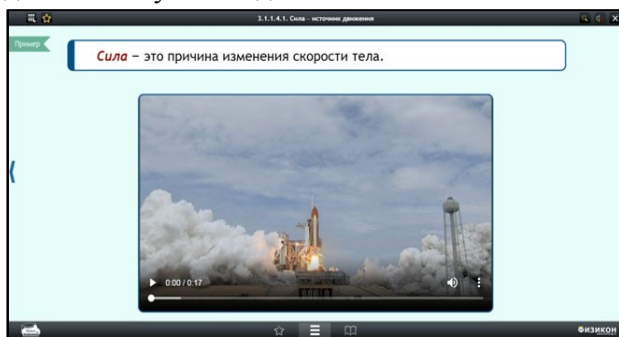 3.1.1.4.1. Сила – источник движения
Пример
Сила – это причина изменения скорости тела.
0:00 / 0:17
Физикон